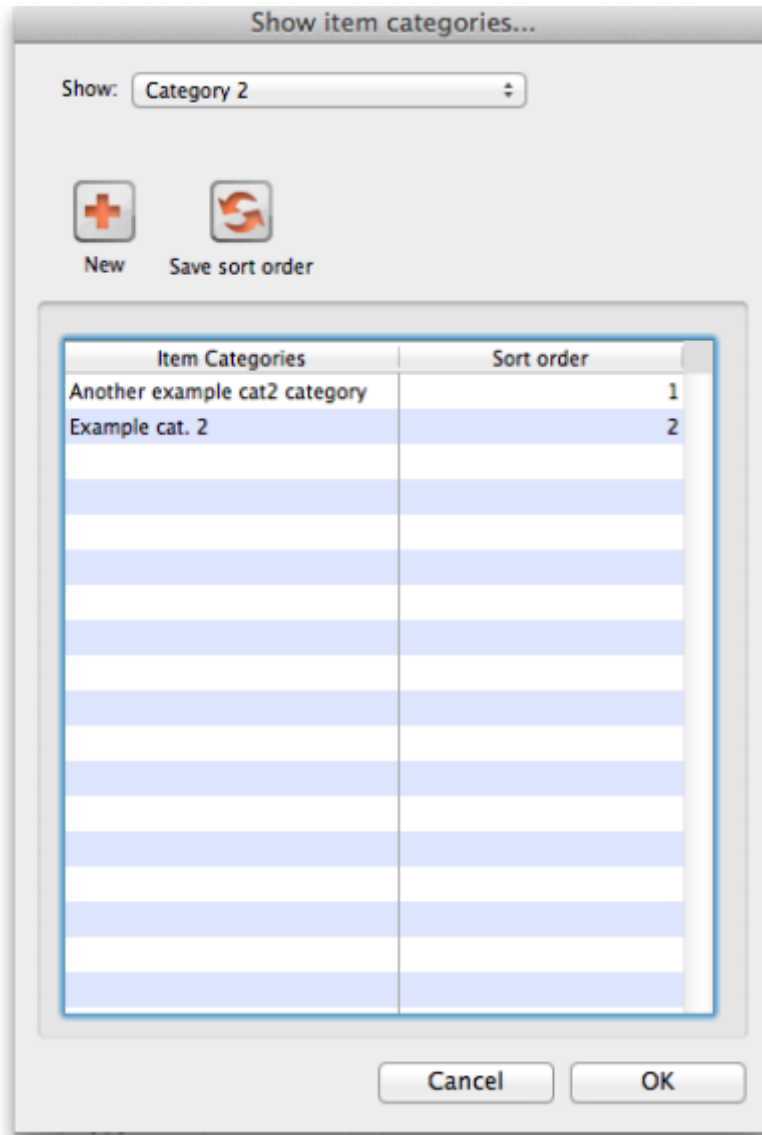 Show item categories...
Show: Category 2
New Save sort order
Item Categories Sort order
Another example cat2 category 1
Example cat. 2 2
Cancel OK